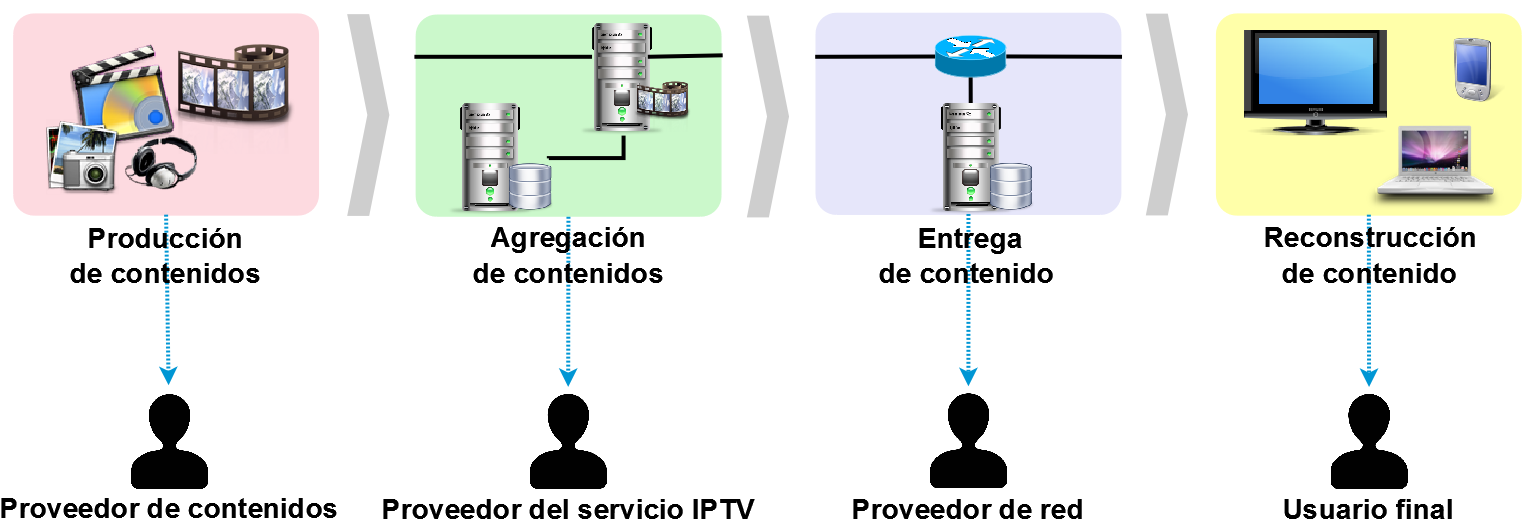 Producción
de contenidos
Agregación
de contenidos
Entrega
de contenido
Reconstrucción
de contenido
Proveedor de contenidos
Proveedor del servicio IPTV
Proveedor de red
Usuario final